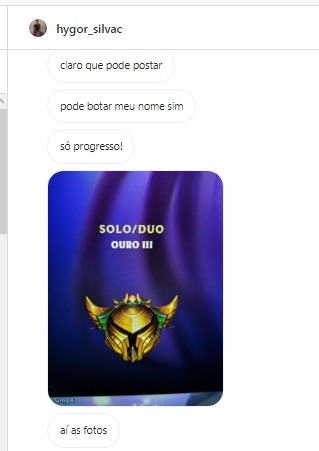 hygor_silvac
claro que pode postar
pode botar meu nome sim
só progresso!
SOLO/DUO
OURO III
aí as fotos